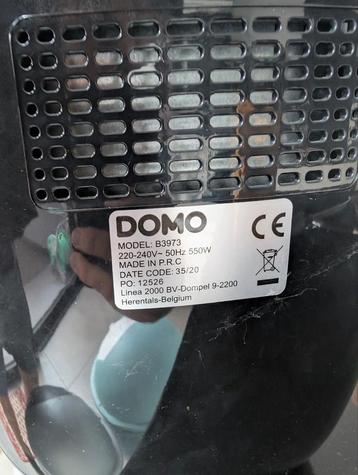 DOMO
CE
MODEL: B3973
220-240V~ 50Hz 550W
MADE IN P.R.C
DATE CODE: 35/20
PO: 12526
Linea 2000 BV-Dompel 9-2200
Herentals-Belgium